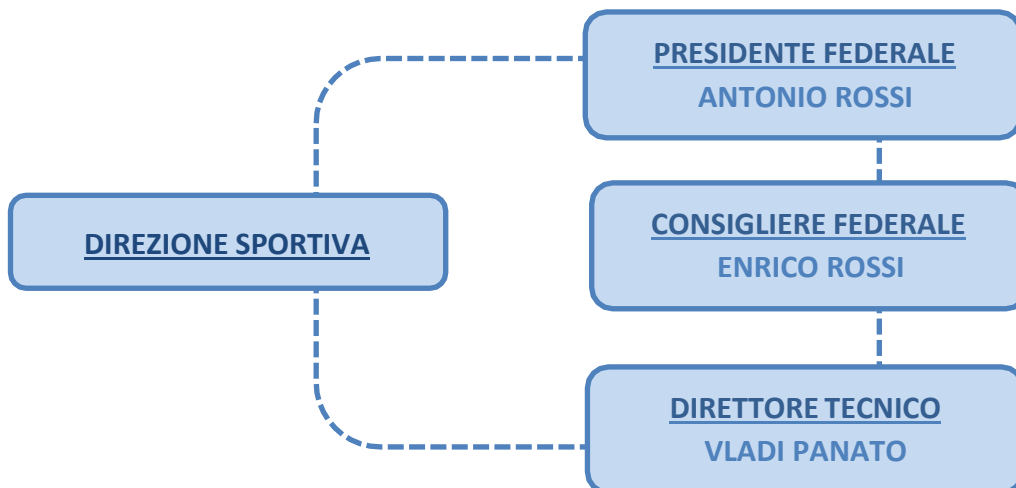 PRESIDENTE FEDERALE
ANTONIO ROSSI
DIREZIONE SPORTIVA
CONSIGLIERE FEDERALE
ENRICO ROSSI
DIRETTORE TECNICO
VLADI PANATO